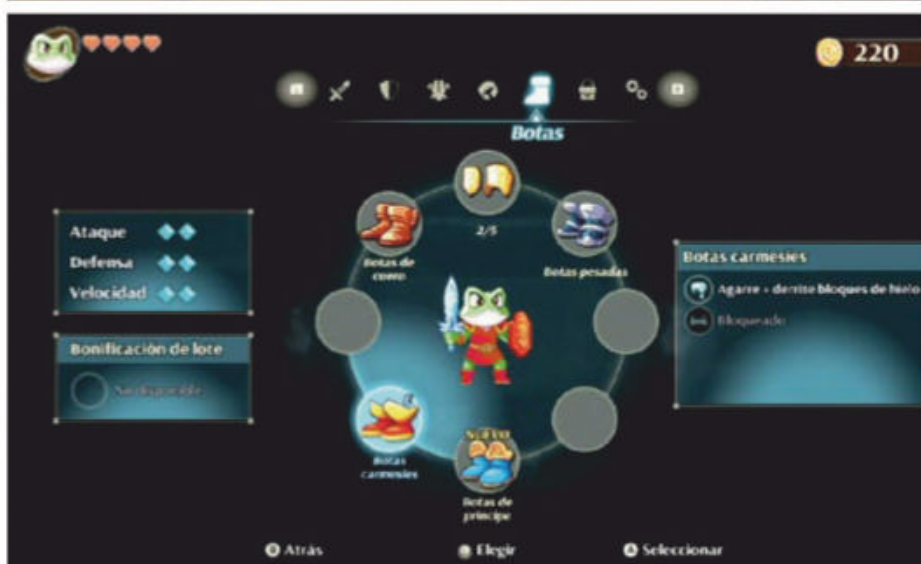 220
Botas
2/5
Botas de
cuero
Botas pesadas
Ataque
Defensa
Velocidad
Bonificación de lote
No disponible
Botas carmesíes
Agarre + derrite bloques de hielo
Bloqueado
Botas
carmesíes
NUEVO
Botas de
príncipe
Atrás
Elegir
A Seleccionar